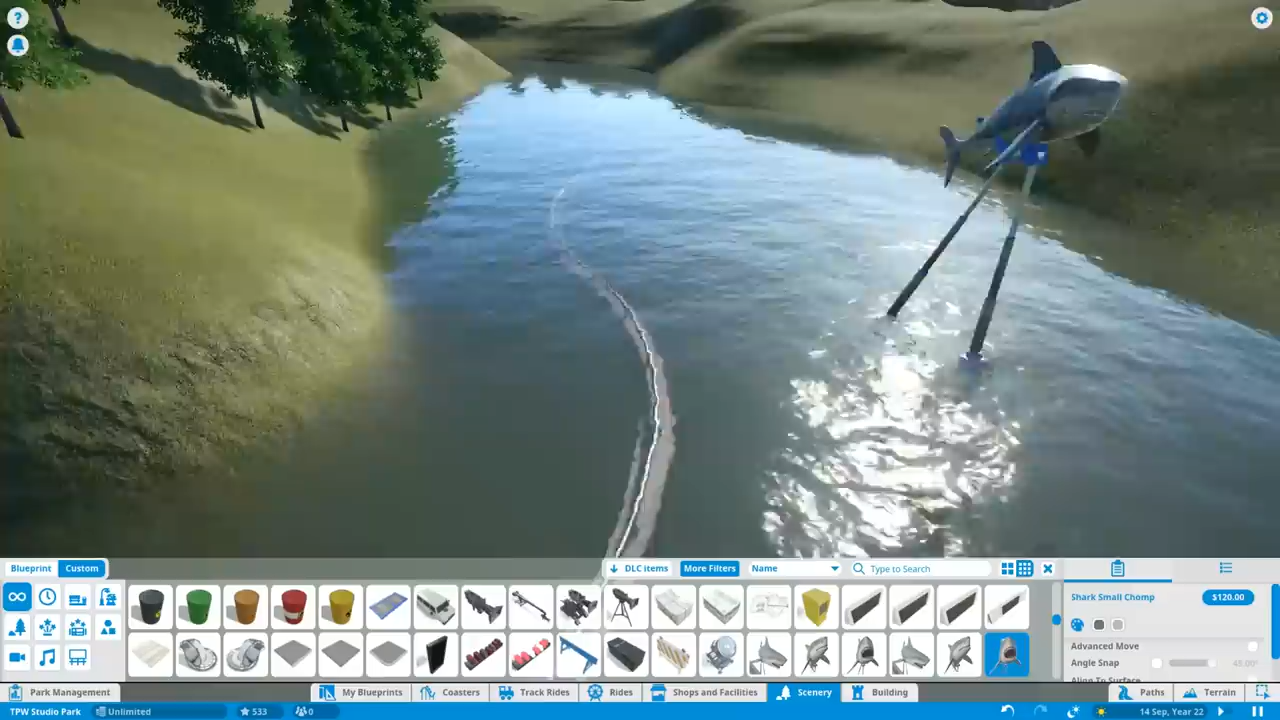 ?
Blueprint Custom DLC items More Filters Name Type to Search
Shark Small Chomp $120.00
Advanced Move
Angle Snap 45.00°
Park Management My Blueprints Coasters Track Rides Rides Shops and Facilities Scenery Building Paths Terrain
TPW Studio Park Unlimited 533 0 14 Sep, Year 22